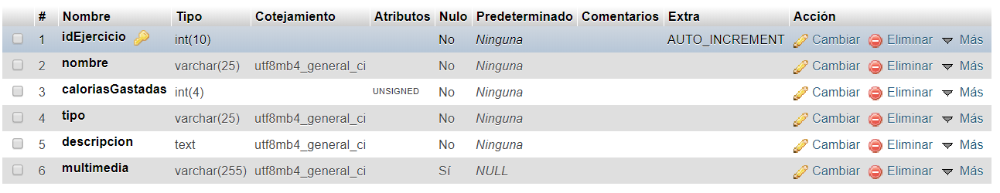 # Nombre Tipo Cotejamiento Atributos Nulo Predeterminado Comentarios Extra Acción
1 idEjercicio int(10) No Ninguna AUTO_INCREMENT Cambiar Eliminar Más
2 nombre varchar(25) utf8mb4_general_ci No Ninguna Cambiar Eliminar Más
3 caloriasGastadas int(4) UNSIGNED No Ninguna Cambiar Eliminar Más
4 tipo varchar(25) utf8mb4_general_ci No Ninguna Cambiar Eliminar Más
5 descripcion text utf8mb4_general_ci No Ninguna Cambiar Eliminar Más
6 multimedia varchar(255) utf8mb4_general_ci Sí NULL Cambiar Eliminar Más